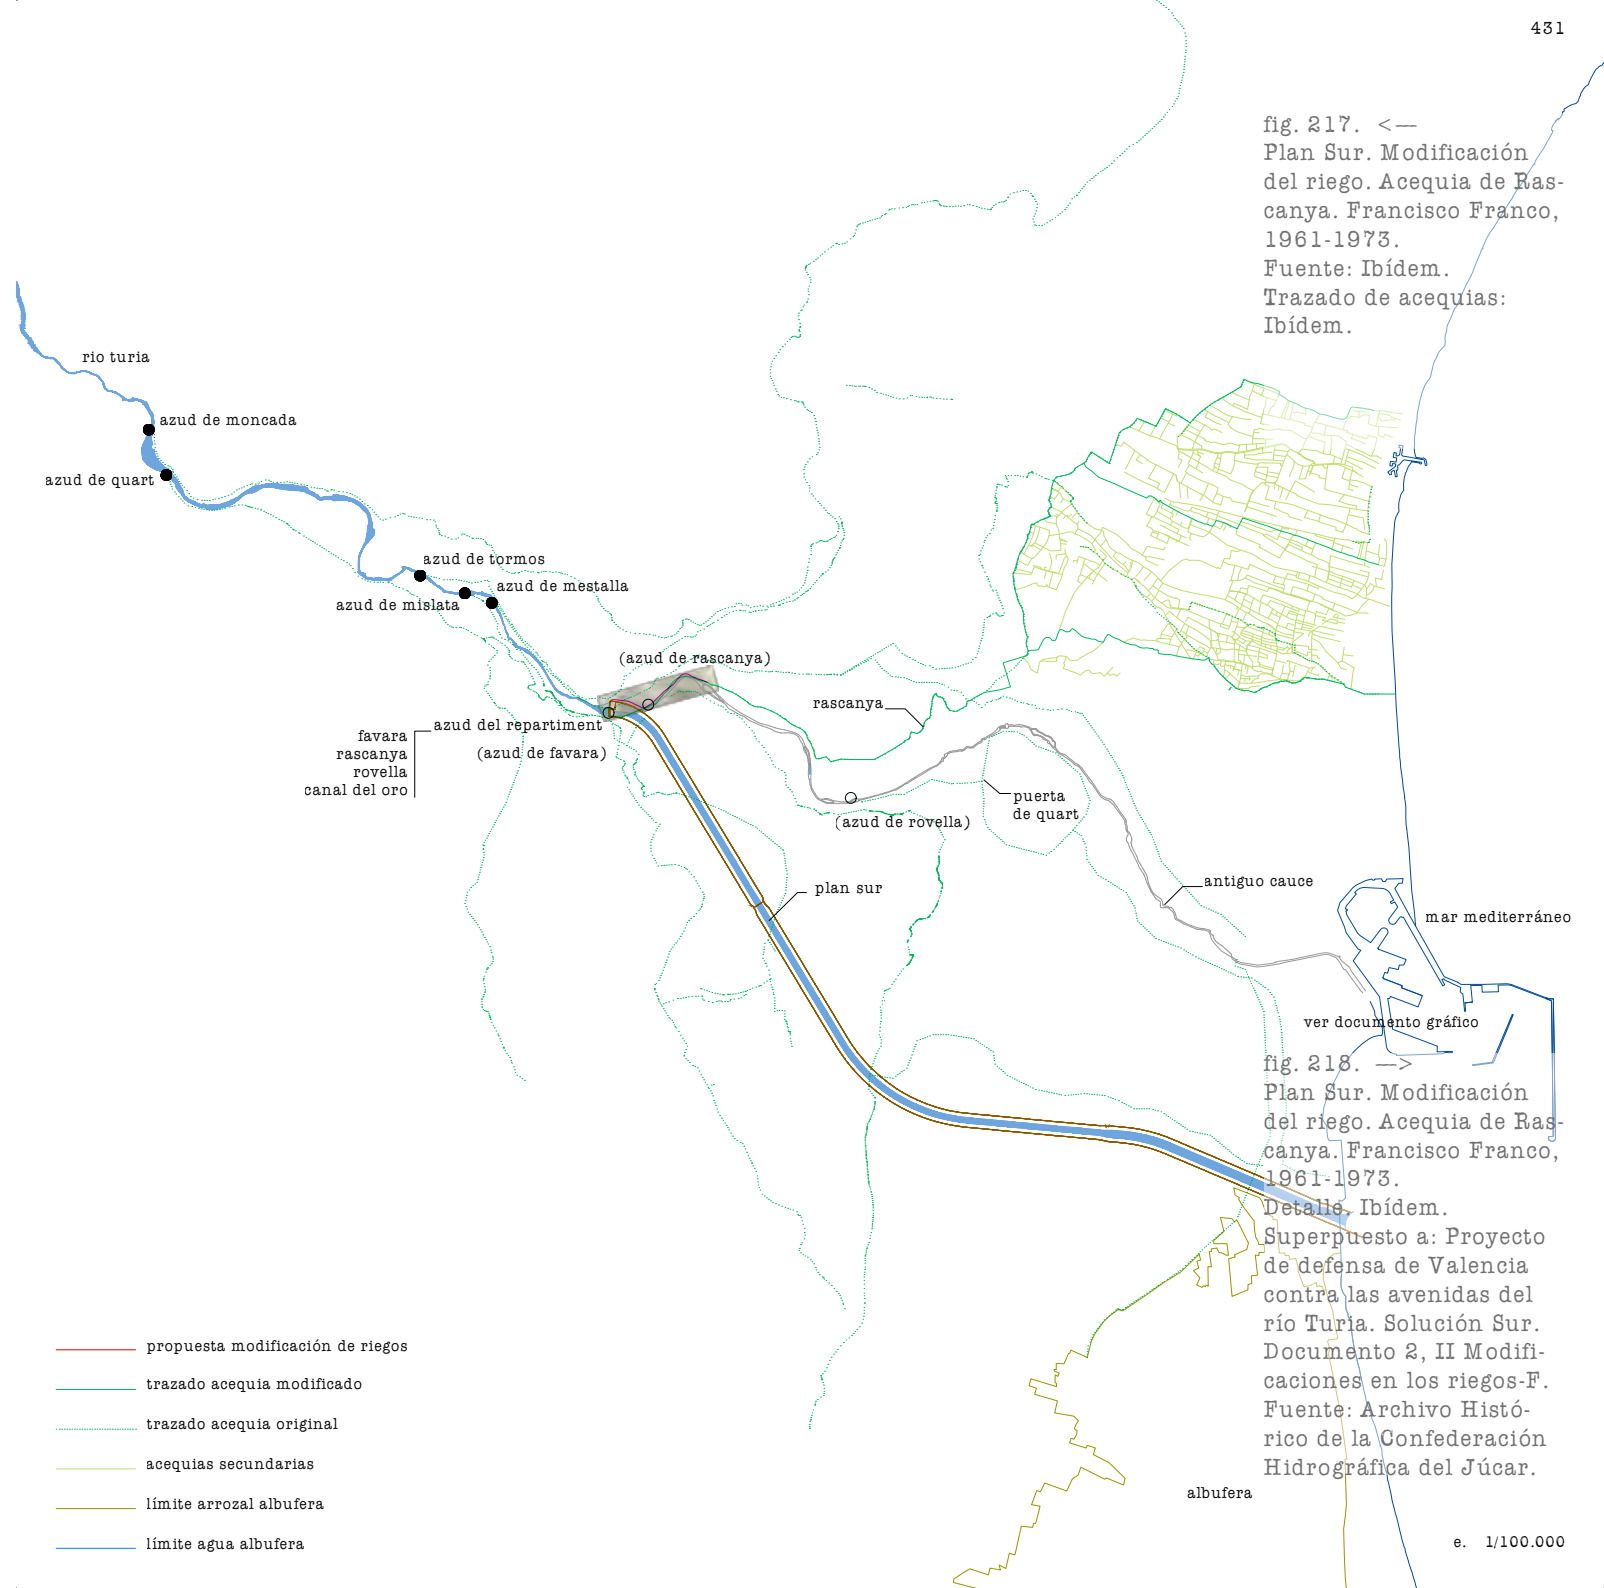 431
fig. 217. <—
Plan Sur. Modificación
del riego. Acequia de Ras-
canya. Francisco Franco,
1961-1973.
Fuente: Ibídem.
Trazado de acequias:
Ibídem.
rio turia
azud de moncada
azud de quart
azud de tormos
azud de mestalla
azud de mislata
(azud de rascanya)
rascanya
azud del repartiment
(azud de favara)
favara
rascanya
rovella
canal del oro
puerta
de quart
(azud de rovella)
plan sur
antiguo cauce
mar mediterráneo
ver documento gráfico
fig. 218. —>
Plan Sur. Modificación
del riego. Acequia de Ras-
canya. Francisco Franco,
1961-1973.
Detalle. Ibídem.
Superpuesto a: Proyecto
de defensa de Valencia
contra las avenidas del
río Turia. Solución Sur.
Documento 2, II Modifi-
caciones en los riegos-F.
Fuente: Archivo Histó-
rico de la Confederación
Hidrográfica del Júcar.
albufera
propuesta modificación de riegos
trazado acequia modificado
trazado acequia original
acequias secundarias
límite arrozal albufera
límite agua albufera
e. 1/100.000